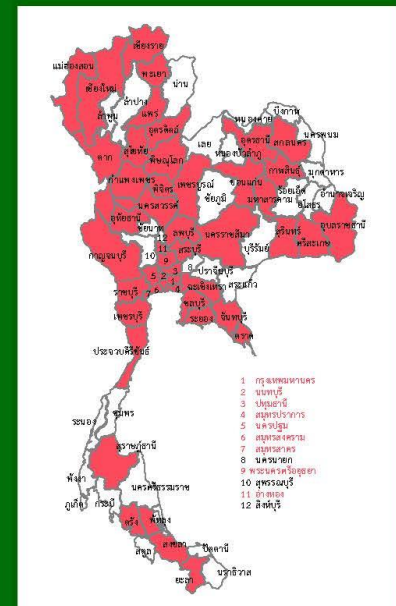 เชียงราย
แม่ฮ่องสอน
พะเยา
เชียงใหม่
น่าน
ลำปาง
ลำพูน
แพร่
อุตรดิตถ์
บึงกาฬ
หนองคาย
เลย
อุดรธานี
สกลนคร
นครพนม
หนองบัวลำภู
ตาก
สุโขทัย
พิษณุโลก
กำแพงเพชร
พิจิตร
เพชรบูรณ์
ขอนแก่น
กาฬสินธุ์
มุกดาหาร
ชัยภูมิ
มหาสารคาม
ร้อยเอ็ด
ยโสธร
อำนาจเจริญ
นครสวรรค์
อุทัยธานี
ชัยนาท
ลพบุรี
นครราชสีมา
บุรีรัมย์
สุรินทร์
ศรีสะเกษ
อุบลราชธานี
12
11
สระบุรี
กาญจนบุรี
10
9
8
ปราจีนบุรี
สระแก้ว
5 2 3
1
ราชบุรี
7 6 4
ฉะเชิงเทรา
ชลบุรี
เพชรบุรี
ระยอง
จันทบุรี
ตราด
ประจวบคีรีขันธ์
ชุมพร
ระนอง
สุราษฎร์ธานี
พังงา
นครศรีธรรมราช
ภูเก็ต
กระบี่
ตรัง
พัทลุง
สตูล
สงขลา
ปัตตานี
ยะลา
นราธิวาส
1 กรุงเทพมหานคร
2 นนทบุรี
3 ปทุมธานี
4 สมุทรปราการ
5 นครปฐม
6 สมุทรสงคราม
7 สมุทรสาคร
8 นครนายก
9 พระนครศรีอยุธยา
10 สุพรรณบุรี
11 อ่างทอง
12 สิงห์บุรี